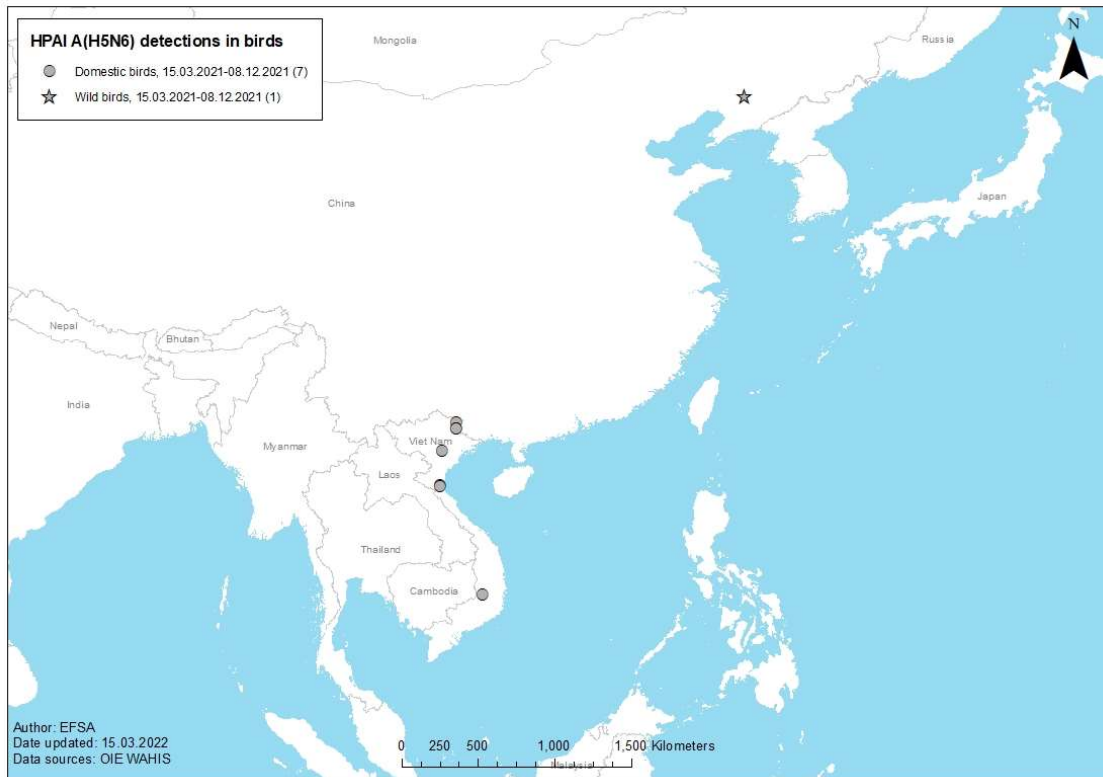 HPAI A(H5N6) detections in birds
Domestic birds, 15.03.2021-08.12.2021 (7)
Wild birds, 15.03.2021-08.12.2021 (1)
N
Mongolia
Russia
China
Japan
Nepal
Bhutan
India
Myanmar
Viet Nam
Laos
Thailand
Cambodia
Author: EFSA
Date updated: 15.03.2022
Data sources: OIE WAHIS
0 250 500 1,000 1,500 Kilometers
Malaysia